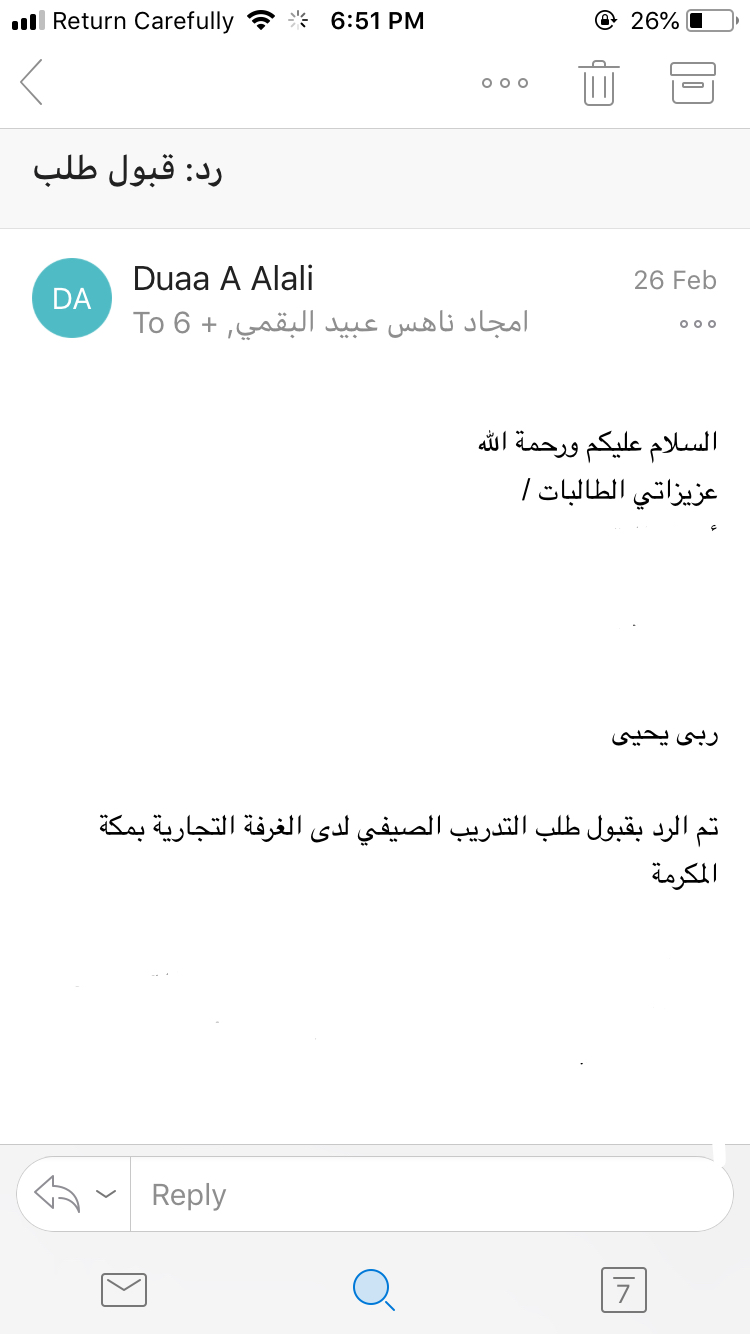 Return Carefully 6:51 PM 26%
رد: قبول طلب
DA
Duaa A Alali
26 Feb
To امجاد ناهس عبيد البقمي, + 6
السلام عليكم ورحمة الله
عزيزاتي الطالبات /
ربى يحيى
تم الرد بقبول طلب التدريب الصيفي لدى الغرفة التجارية بمكة
المكرمة
Reply
7